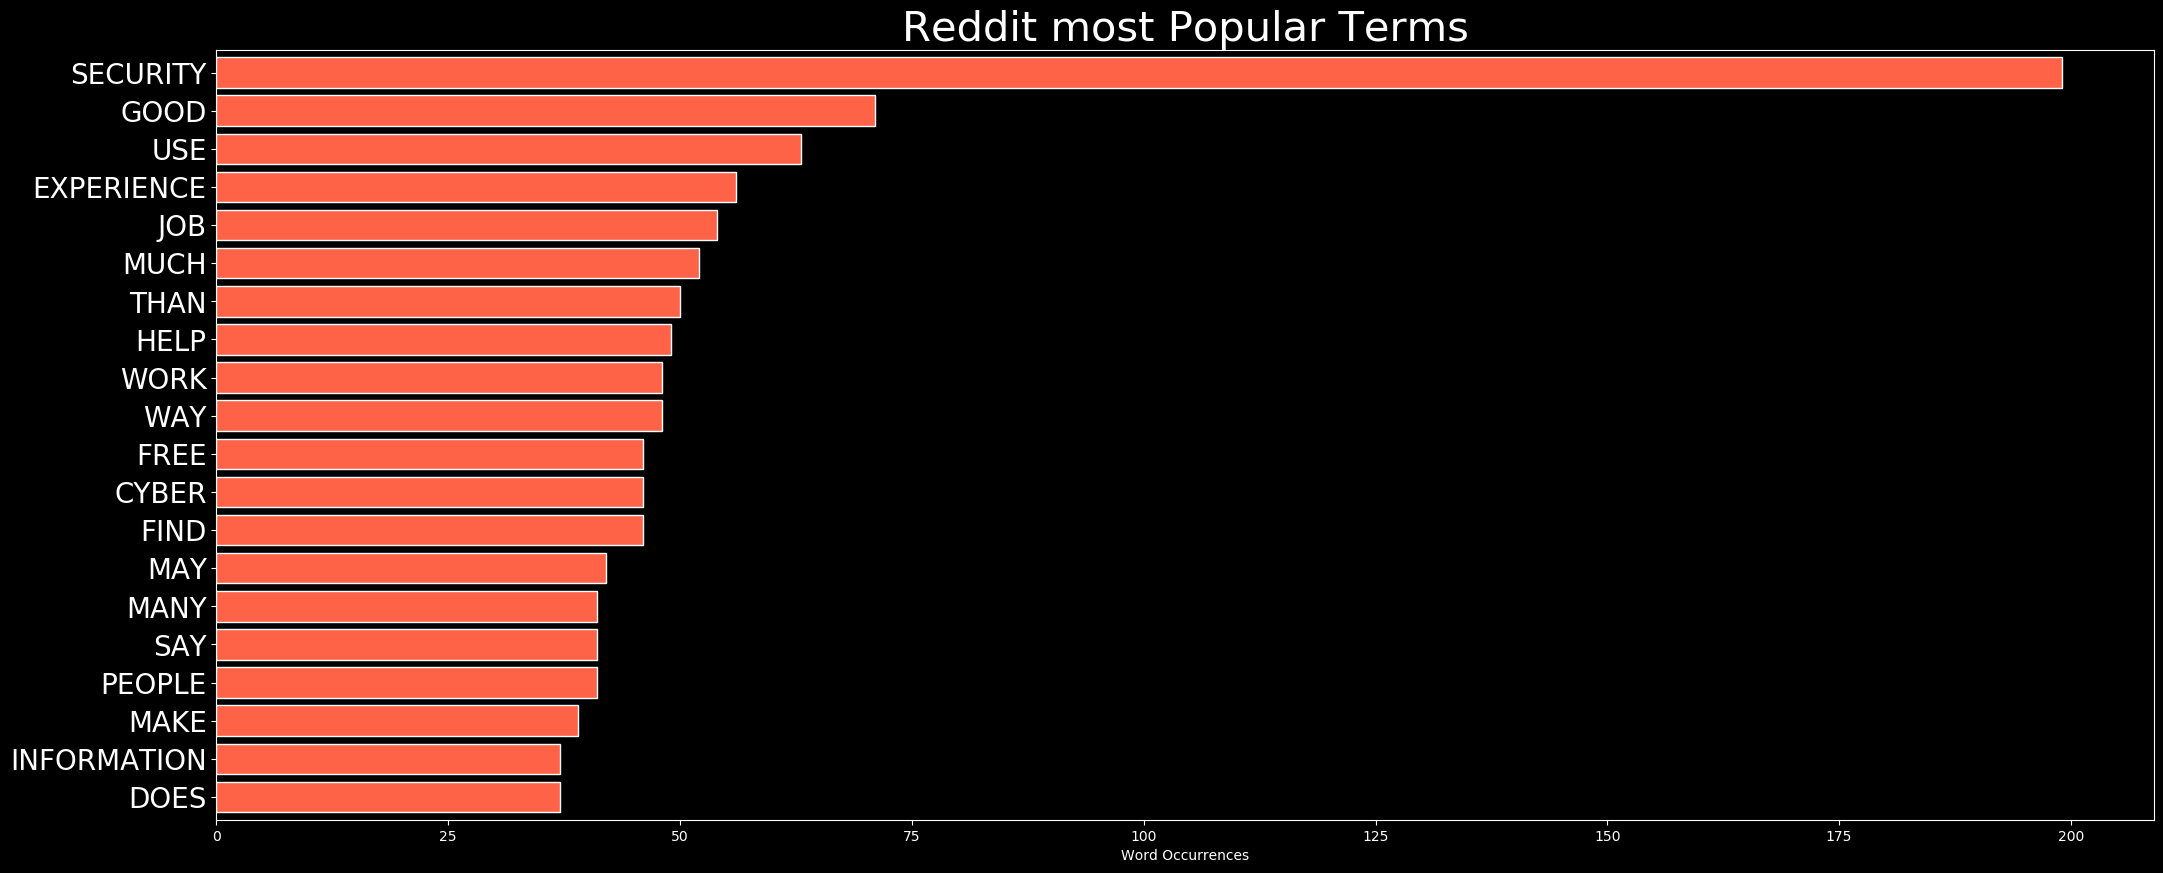 Reddit most Popular Terms
SECURITY
GOOD
USE
EXPERIENCE
JOB
MUCH
THAN
HELP
WORK
WAY
FREE
CYBER
FIND
MAY
MANY
SAY
PEOPLE
MAKE
INFORMATION
DOES
0 25 50 75 100 125 150 175 200
Word Occurrences